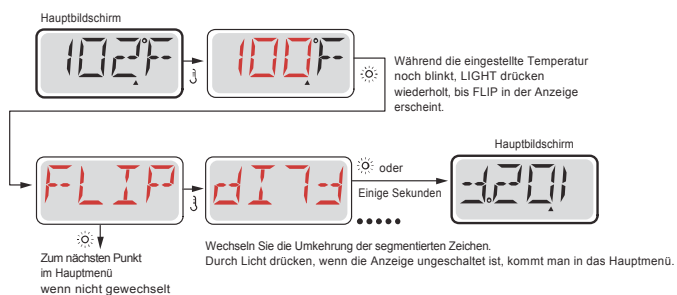 Hauptbildschirm
102°F
100°F
Während die eingestellte Temperatur
noch blinkt, LIGHT drücken
wiederholt, bis FLIP in der Anzeige
erscheint.
FLIP
oder
Einige Sekunden
Hauptbildschirm
Wechseln Sie die Umkehrung der segmentierten Zeichen.
Durch Licht drücken, wenn die Anzeige ungeschaltet ist, kommt man in das Hauptmenü.
Zum nächsten Punkt
im Hauptmenü
wenn nicht gewechselt